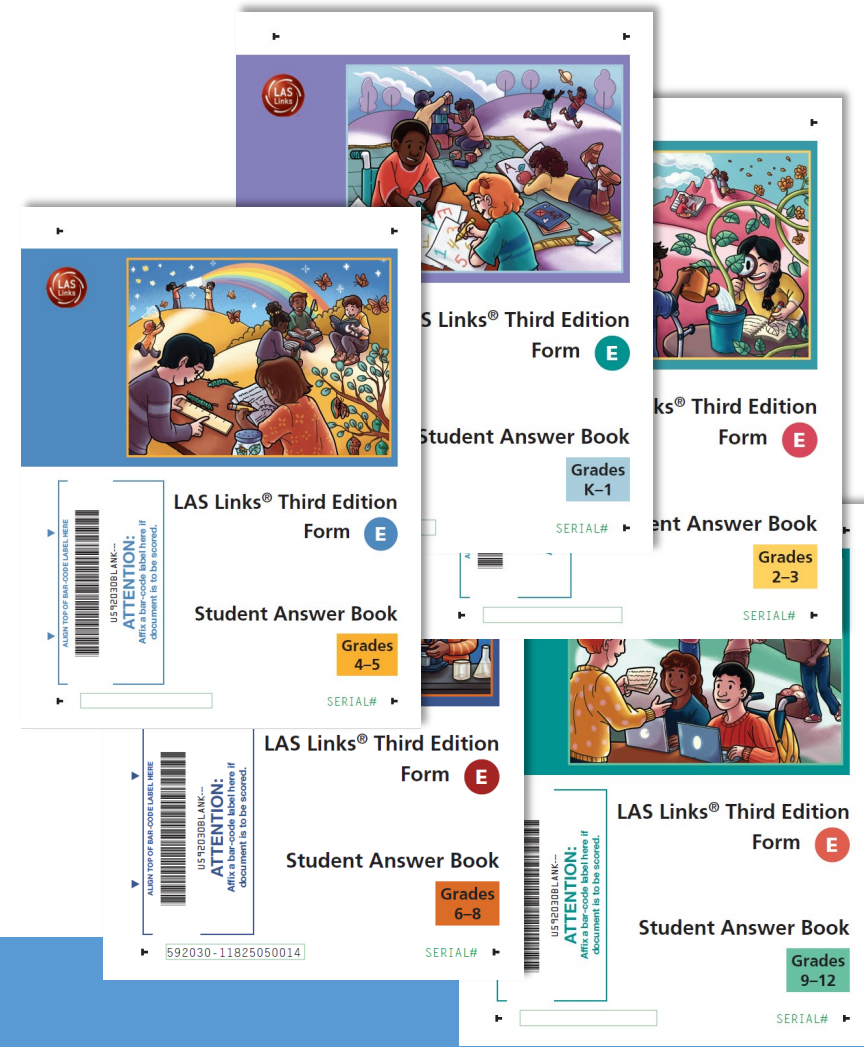 LAS
Links
S Links® Third Edition
Form E
Student Answer Book
Grades
K–1
SERIAL#
ks® Third Edition
Form E
ent Answer Book
Grades
2–3
SERIAL#
LAS
Links
LAS Links® Third Edition
Form E
ALIGN TOP OF BAR-CODE LABEL HERE
US92030BLANK---
ATTENTION:
Affix a bar-code label here if
document is to be scored.
Student Answer Book
Grades
4–5
SERIAL#
LAS Links® Third Edition
Form E
ALIGN TOP OF BAR-CODE LABEL HERE
US92030BLANK---
ATTENTION:
Affix a bar-code label here if
document is to be scored.
Student Answer Book
Grades
6–8
592030-11825050014
SERIAL#
LAS Links® Third Edition
Form E
US92030BLANK---
ATTENTION:
Affix a bar-code label here if
document is to be scored.
Student Answer Book
Grades
9–12
SERIAL#